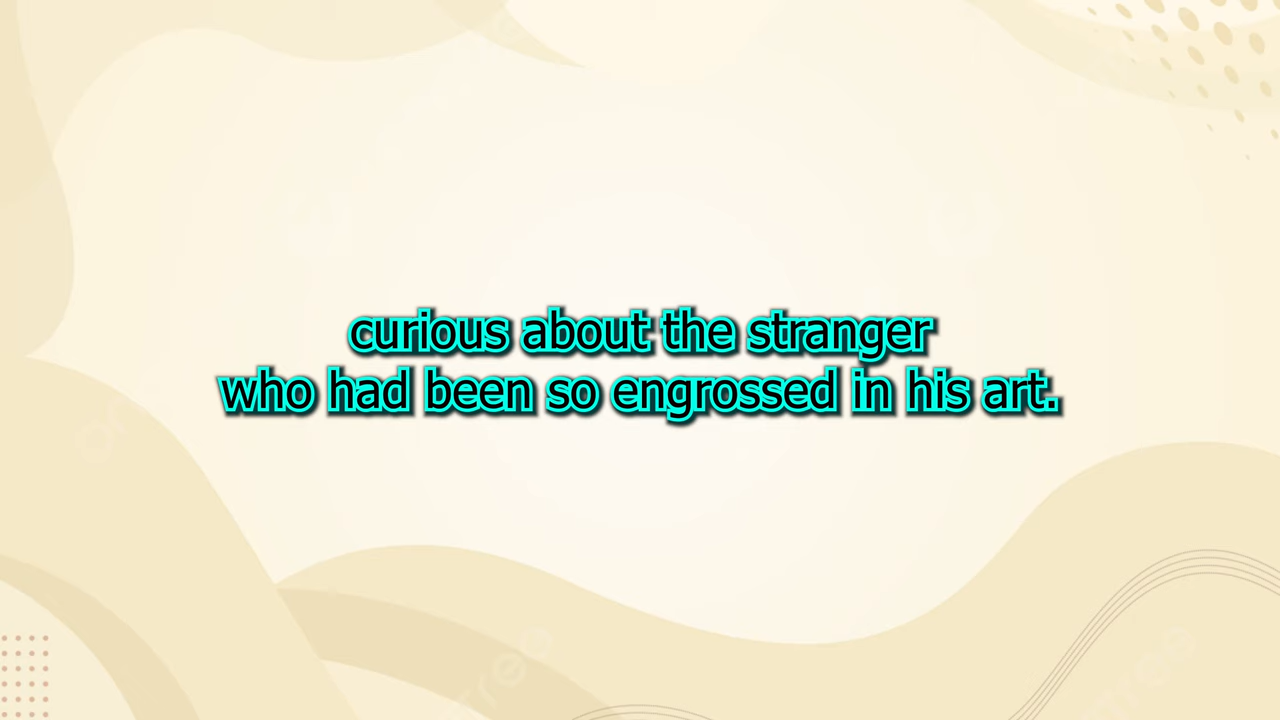 curious about the stranger
who had been so engrossed in his art.